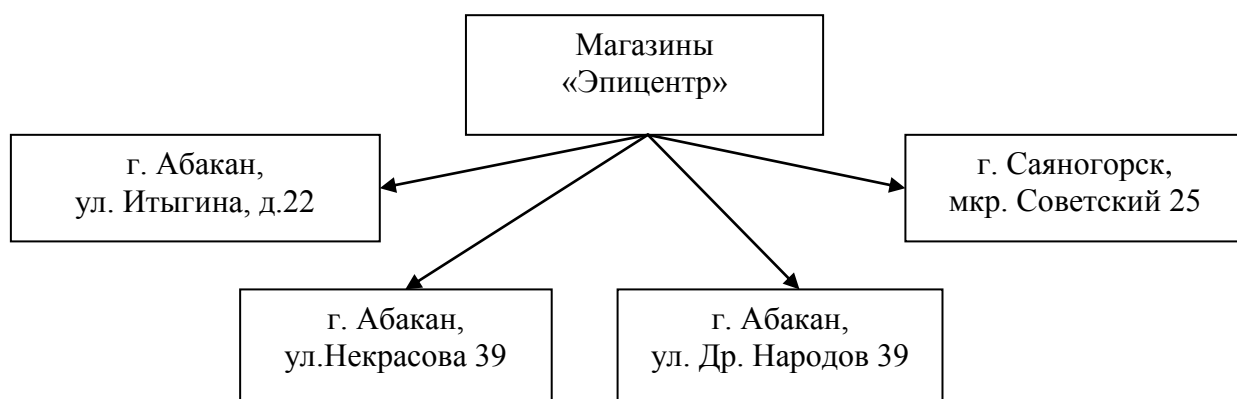 Магазины
«Эпицентр»
г. Абакан,
ул. Итыгина, д.22
г. Саяногорск,
мкр. Советский 25
г. Абакан,
ул.Некрасова 39
г. Абакан,
ул. Др. Народов 39